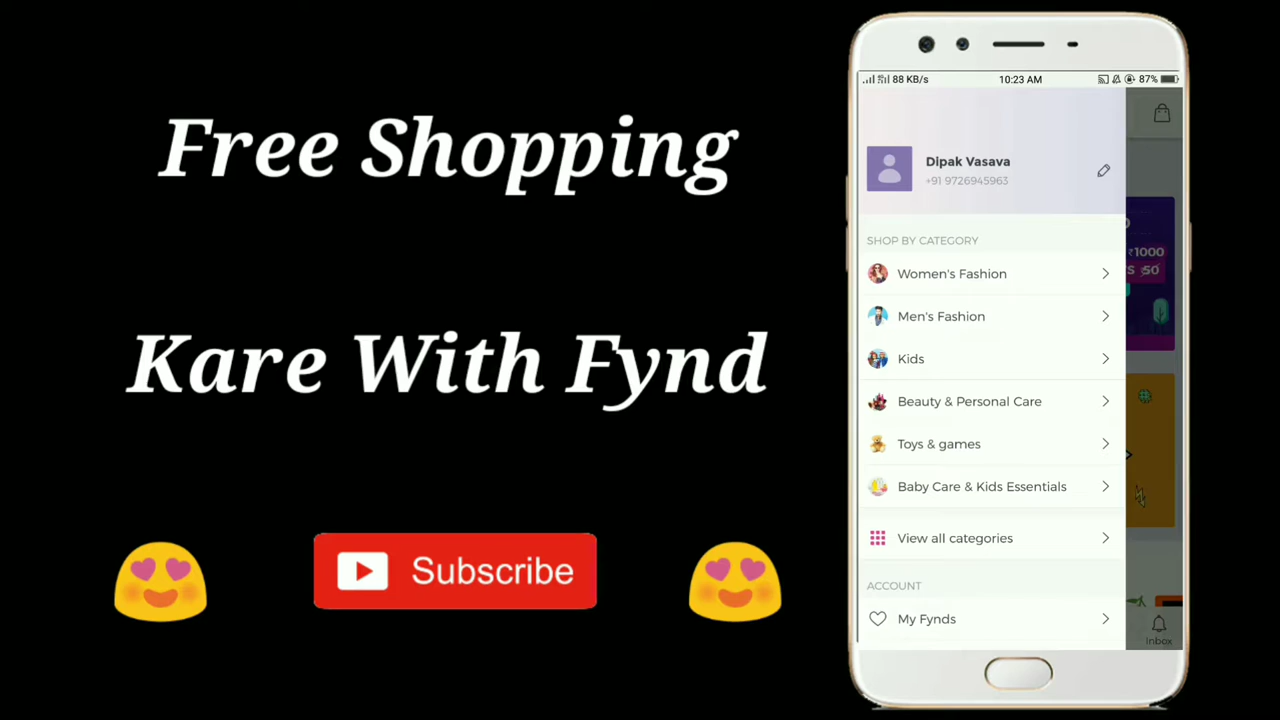 Free Shopping
Kare With Fynd
Subscribe
88 KB/s 10:23 AM 87%
Dipak Vasava
+91 9726945963
SHOP BY CATEGORY
₹1000
Women's Fashion
50
Men's Fashion
Kids
Beauty & Personal Care
Toys & games
Baby Care & Kids Essentials
View all categories
ACCOUNT
My Fynds
Inbox